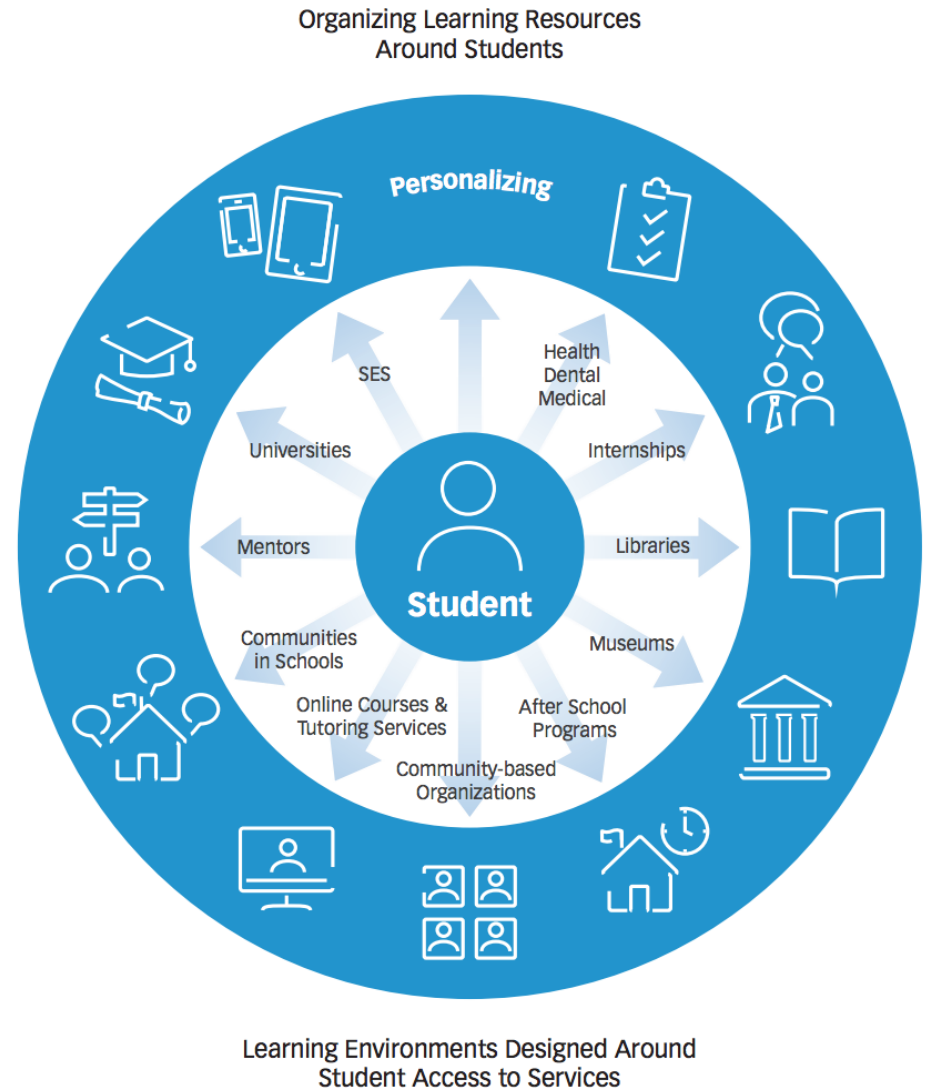 Organizing Learning Resources
Around Students
Personalizing
SES
Health
Dental
Medical
Universities
Internships
Mentors
Libraries
Student
Communities
in Schools
Museums
Online Courses &
Tutoring Services
After School
Programs
Community-based
Organizations
Learning Environments Designed Around
Student Access to Services